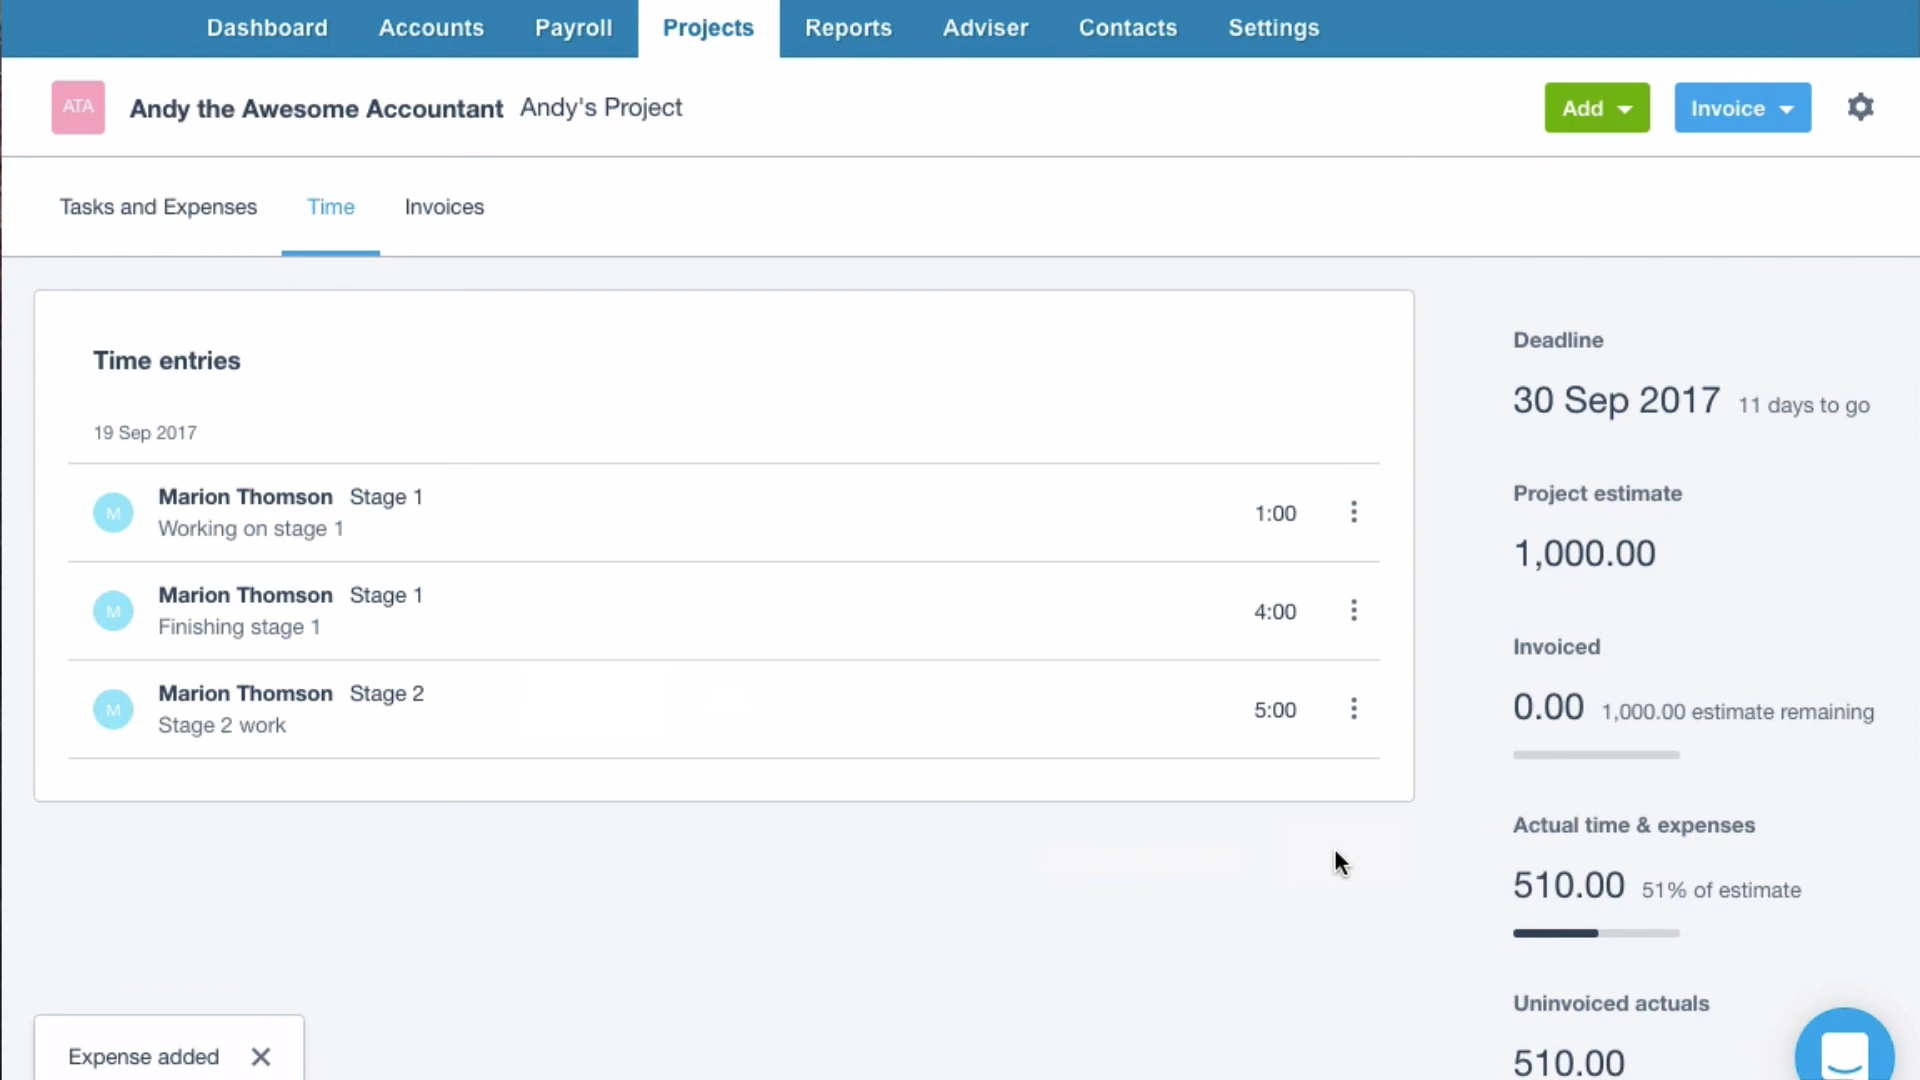 Dashboard Accounts Payroll Projects Reports Adviser Contacts Settings
ATA Andy the Awesome Accountant Andy's Project Add Invoice
Tasks and Expenses Time Invoices
Time entries
19 Sep 2017
M Marion Thomson Stage 1
Working on stage 1
1:00
M Marion Thomson Stage 1
Finishing stage 1
4:00
M Marion Thomson Stage 2
Stage 2 work
5:00
Deadline
30 Sep 2017 11 days to go
Project estimate
1,000.00
Invoiced
0.00 1,000.00 estimate remaining
Actual time & expenses
510.00 51% of estimate
Uninvoiced actuals
510.00
Expense added